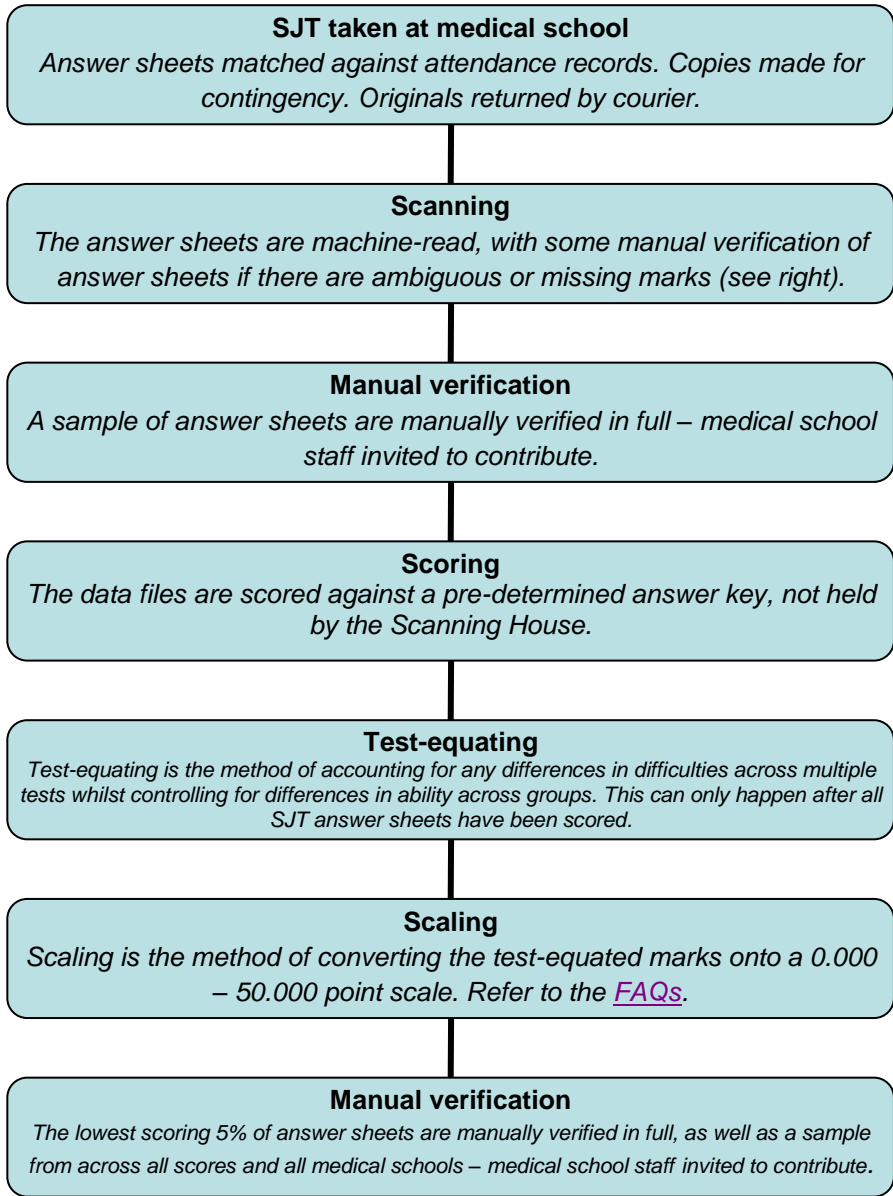 SJT taken at medical school
Answer sheets matched against attendance records. Copies made for
contingency. Originals returned by courier.
Scanning
The answer sheets are machine-read, with some manual verification of
answer sheets if there are ambiguous or missing marks (see right).
Manual verification
A sample of answer sheets are manually verified in full – medical school
staff invited to contribute.
Scoring
The data files are scored against a pre-determined answer key, not held
by the Scanning House.
Test-equating
Test-equating is the method of accounting for any differences in difficulties across multiple
tests whilst controlling for differences in ability across groups. This can only happen after all
SJT answer sheets have been scored.
Scaling
Scaling is the method of converting the test-equated marks onto a 0.000
– 50.000 point scale. Refer to the FAQs.
Manual verification
The lowest scoring 5% of answer sheets are manually verified in full, as well as a sample
from across all scores and all medical schools – medical school staff invited to contribute.